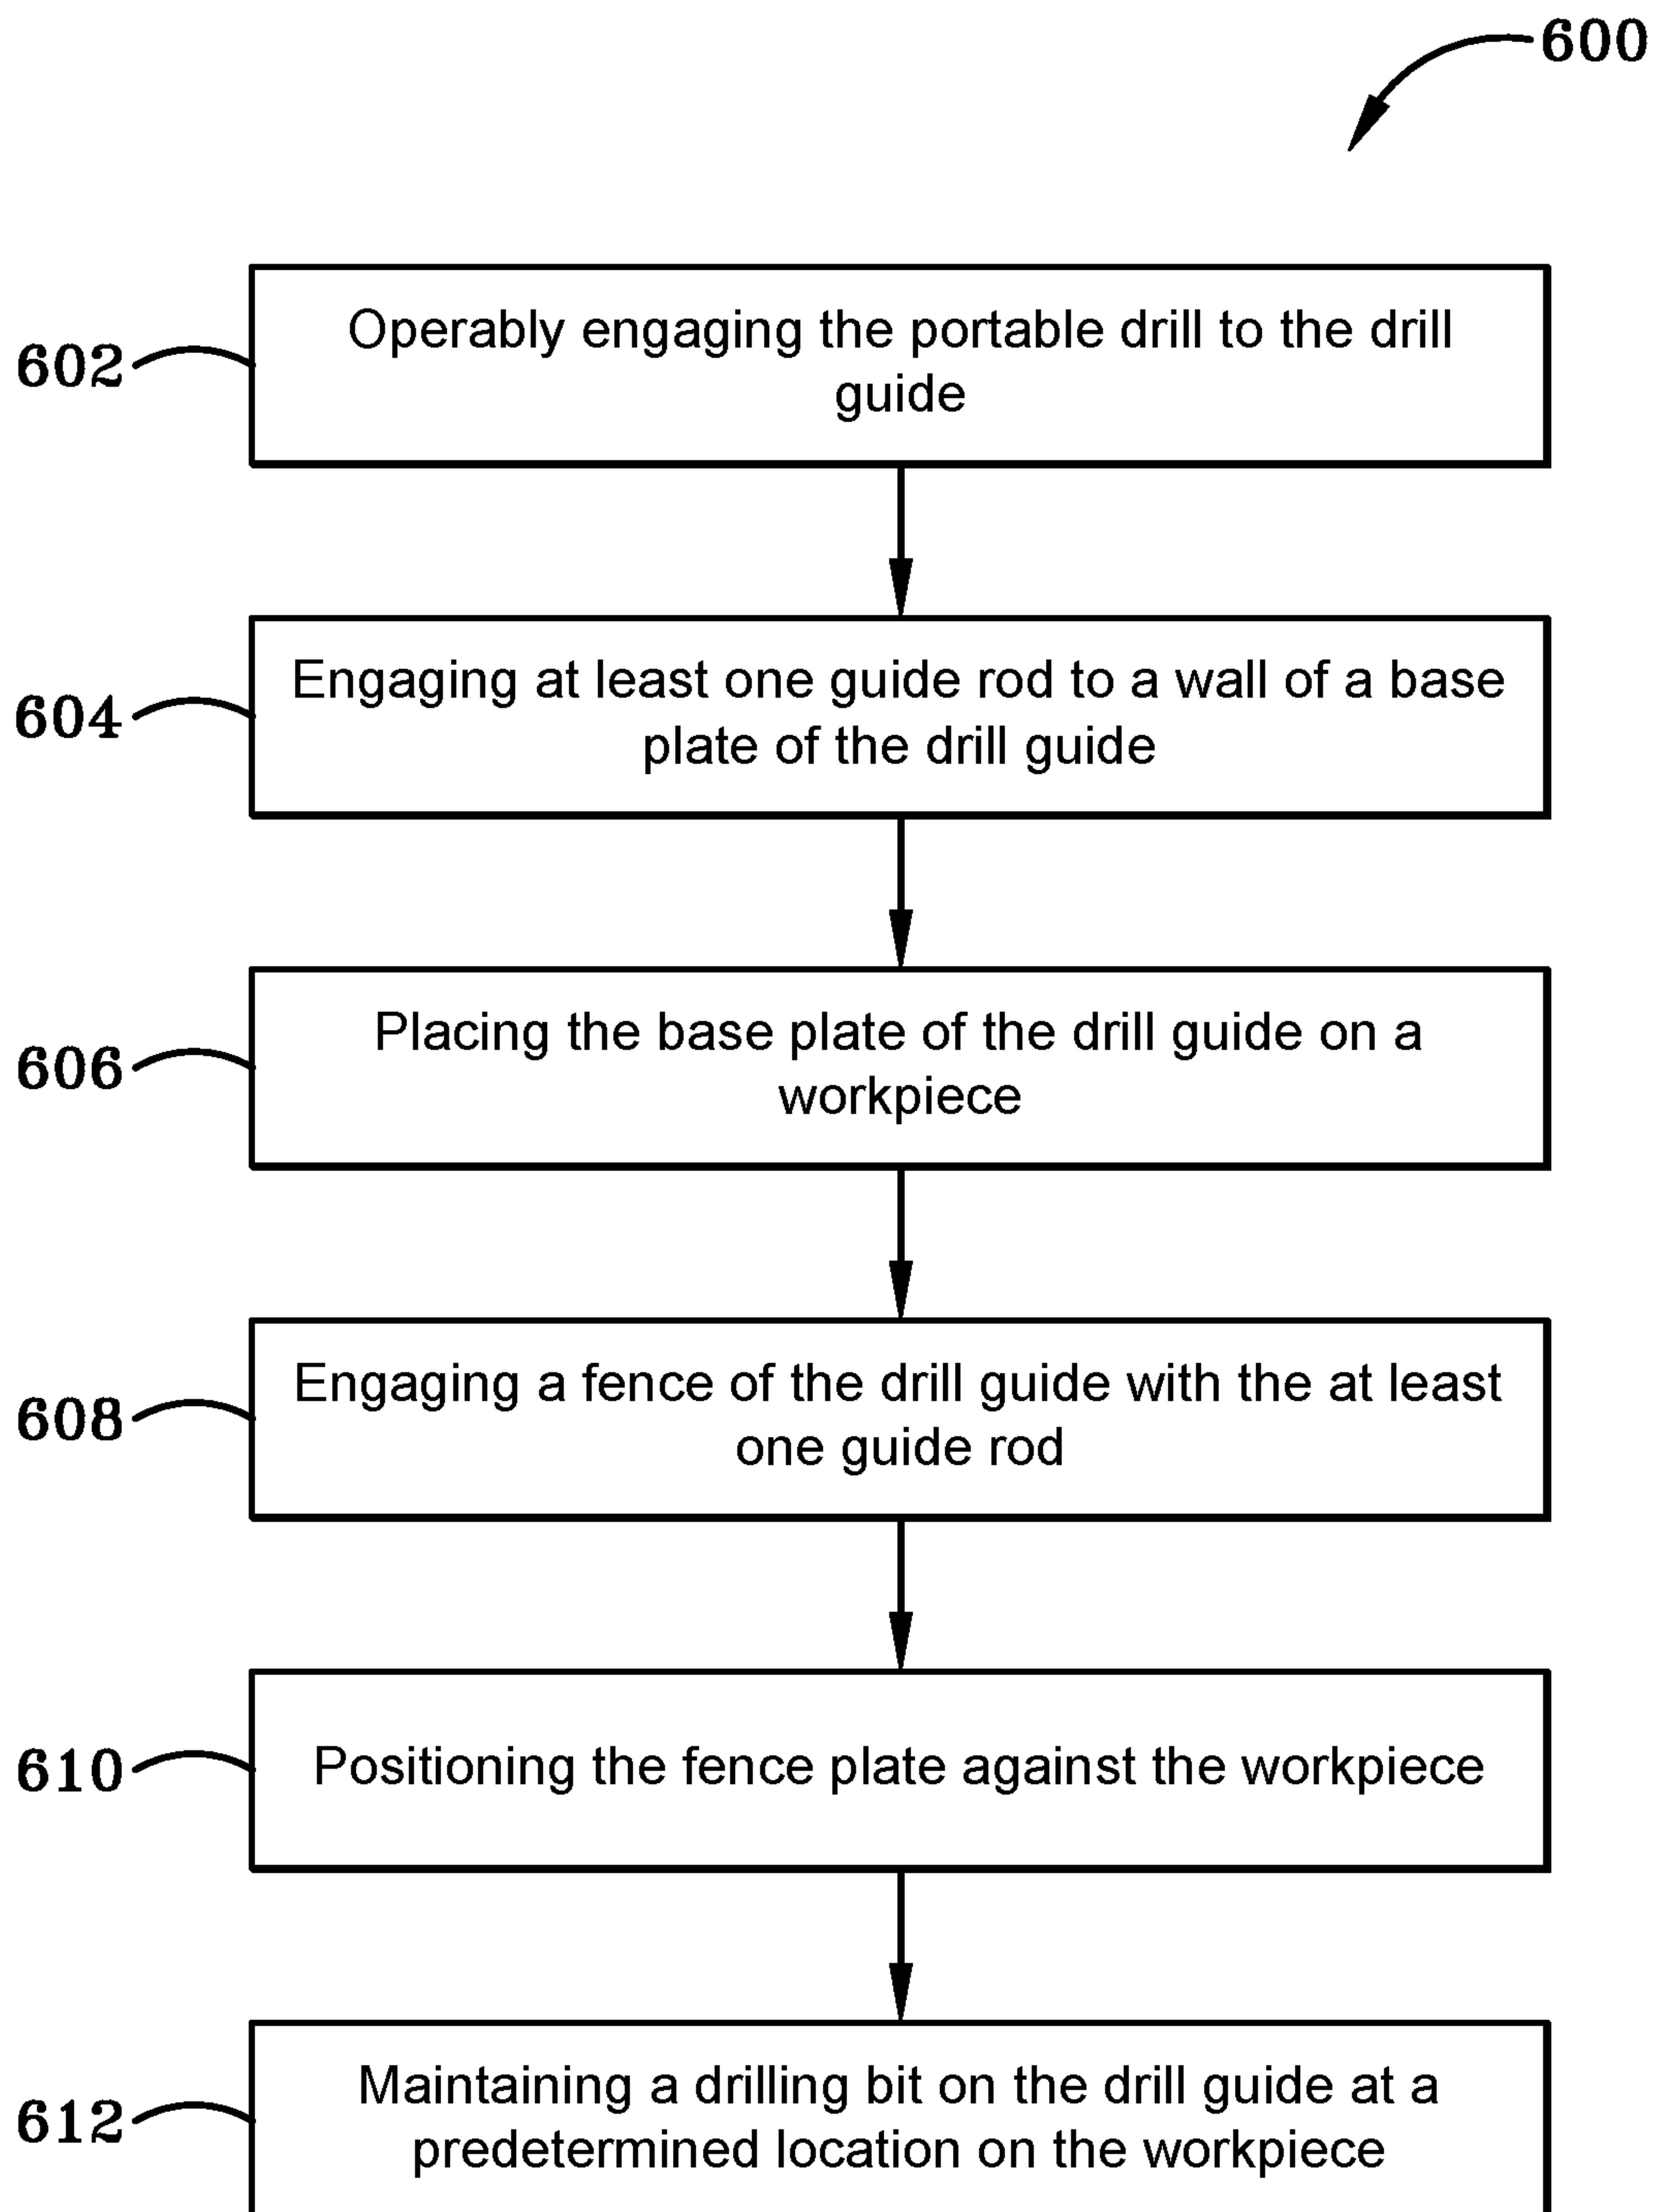 600
602
Operably engaging the portable drill to the drill
guide
604
Engaging at least one guide rod to a wall of a base
plate of the drill guide
606
Placing the base plate of the drill guide on a
workpiece
608
Engaging a fence of the drill guide with the at least
one guide rod
610
Positioning the fence plate against the workpiece
612
Maintaining a drilling bit on the drill guide at a
predetermined location on the workpiece